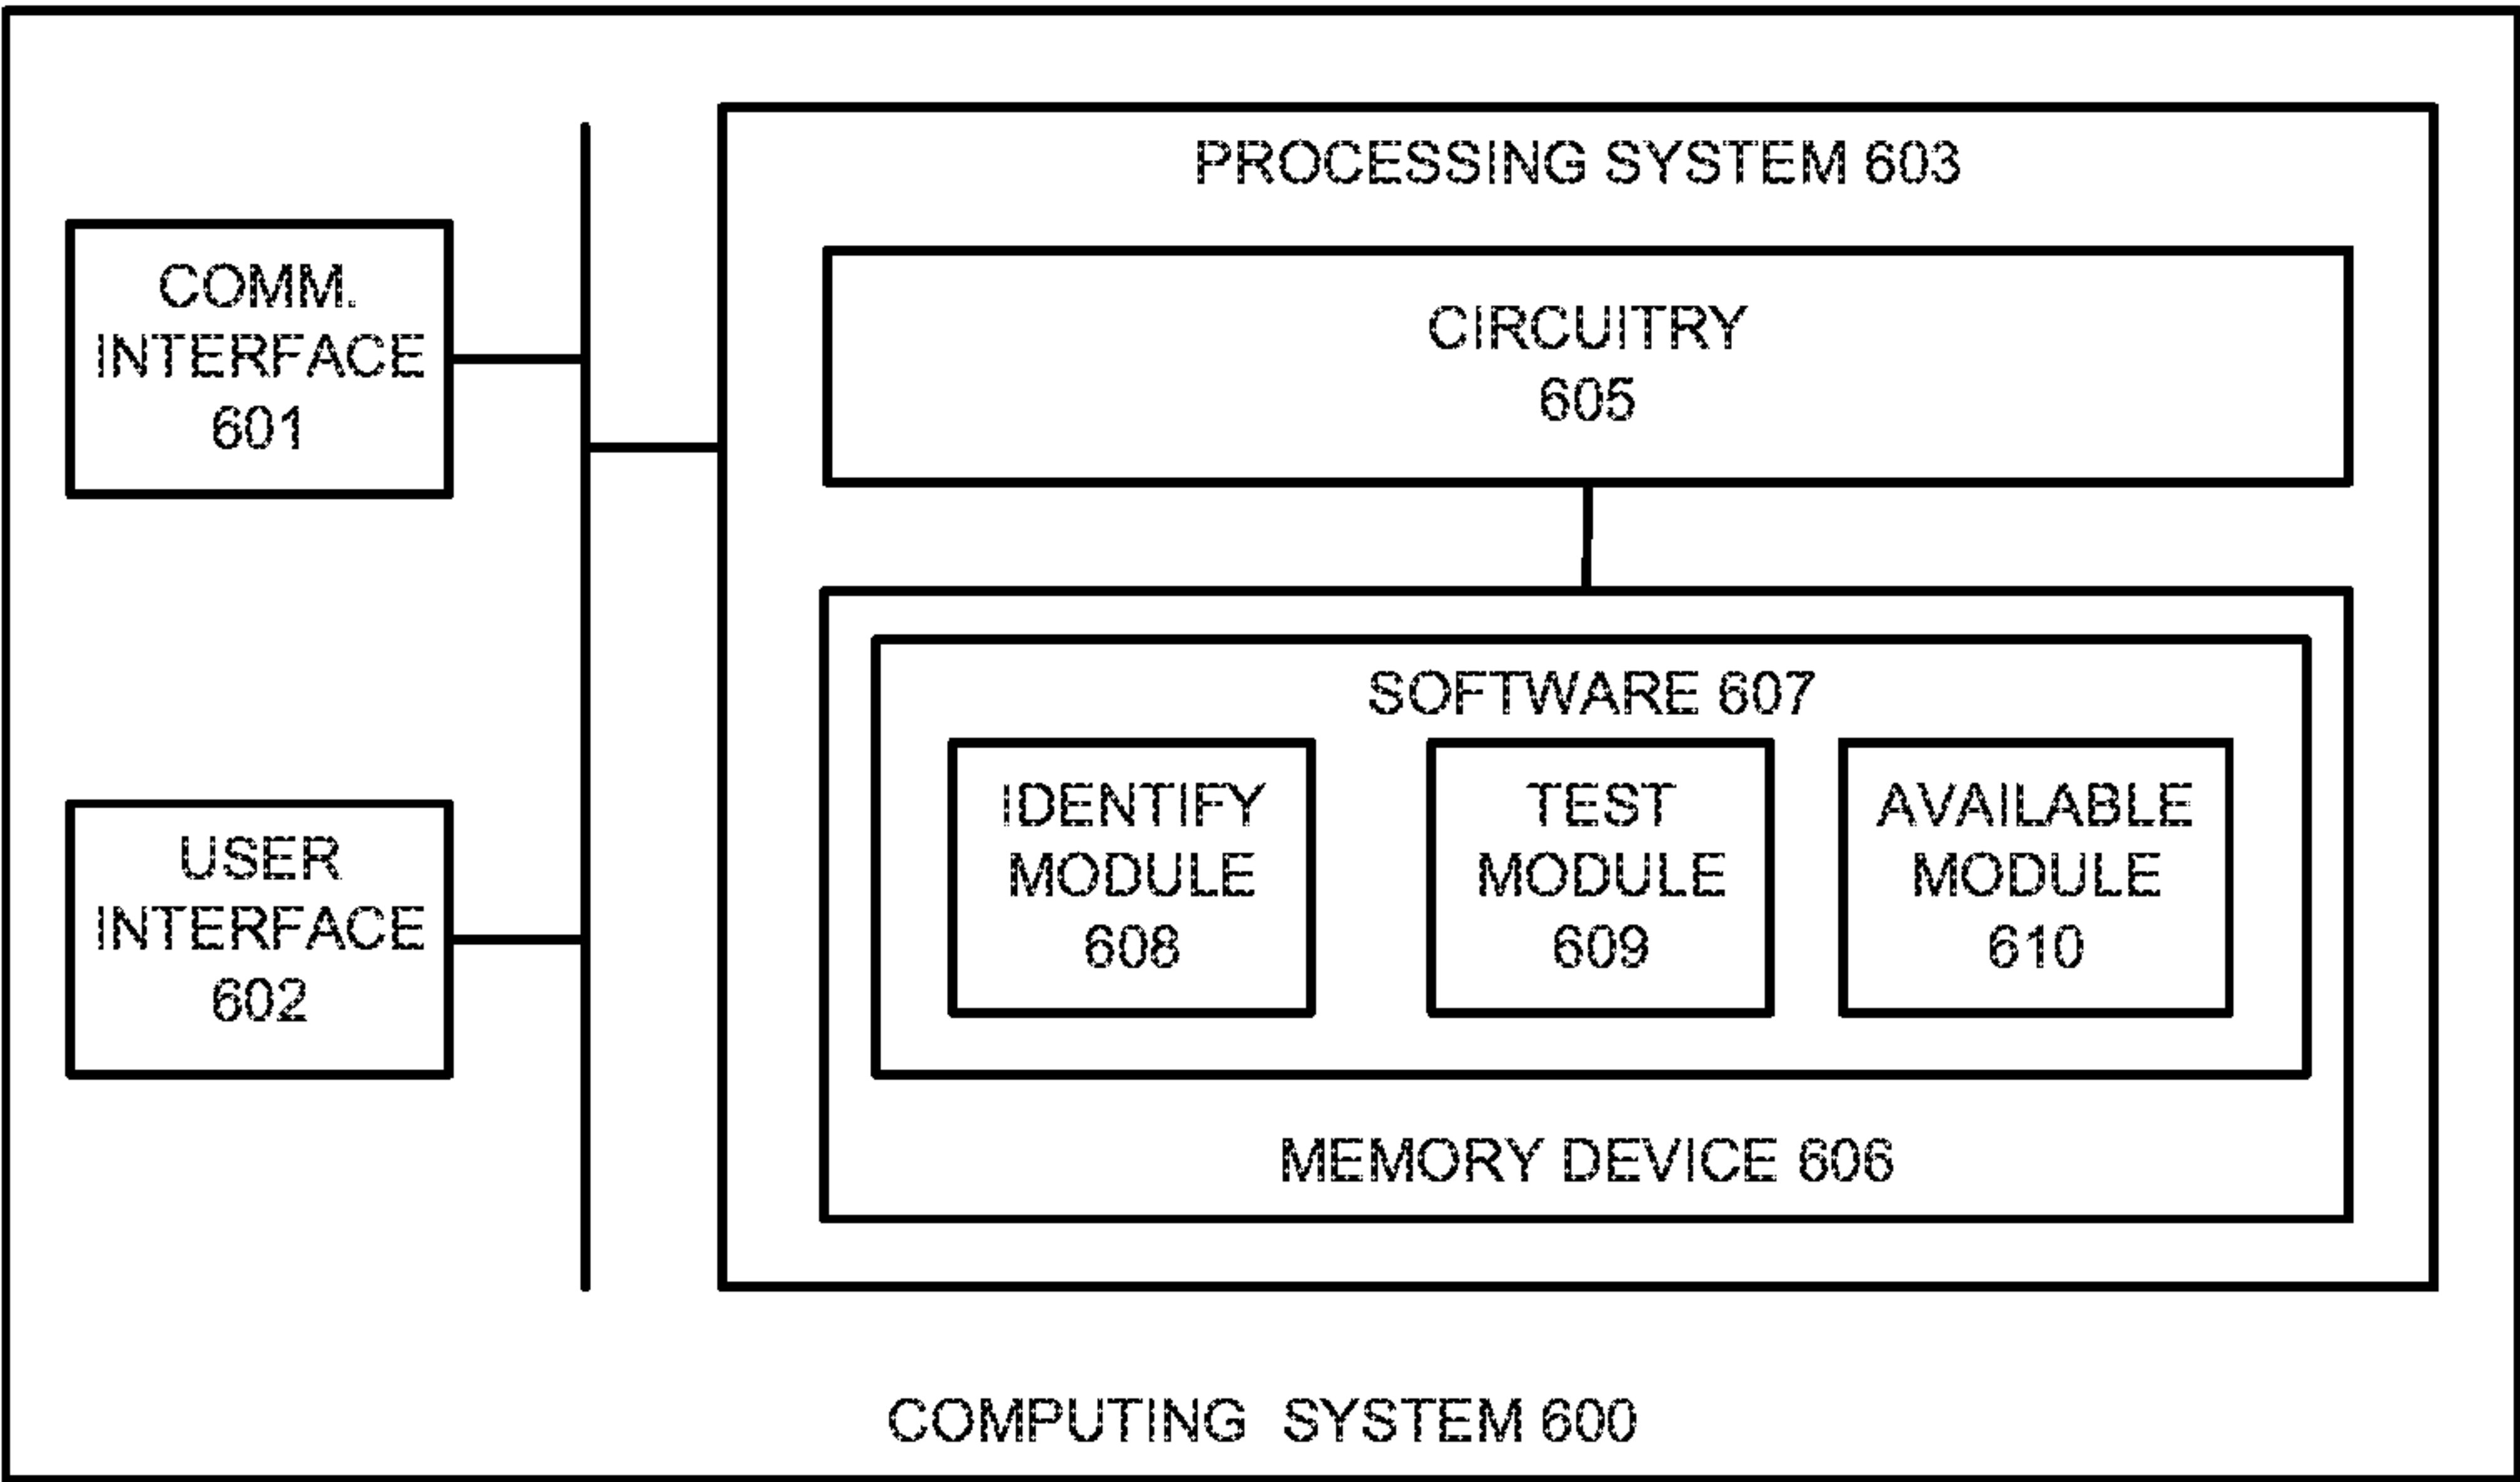 PROCESSING SYSTEM 603
COMM.
INTERFACE
601
CIRCUITRY
605
SOFTWARE 607
IDENTIFY
MODULE
608
TEST
MODULE
609
AVAILABLE
MODULE
610
USER
INTERFACE
602
MEMORY DEVICE 606
COMPUTING SYSTEM 600